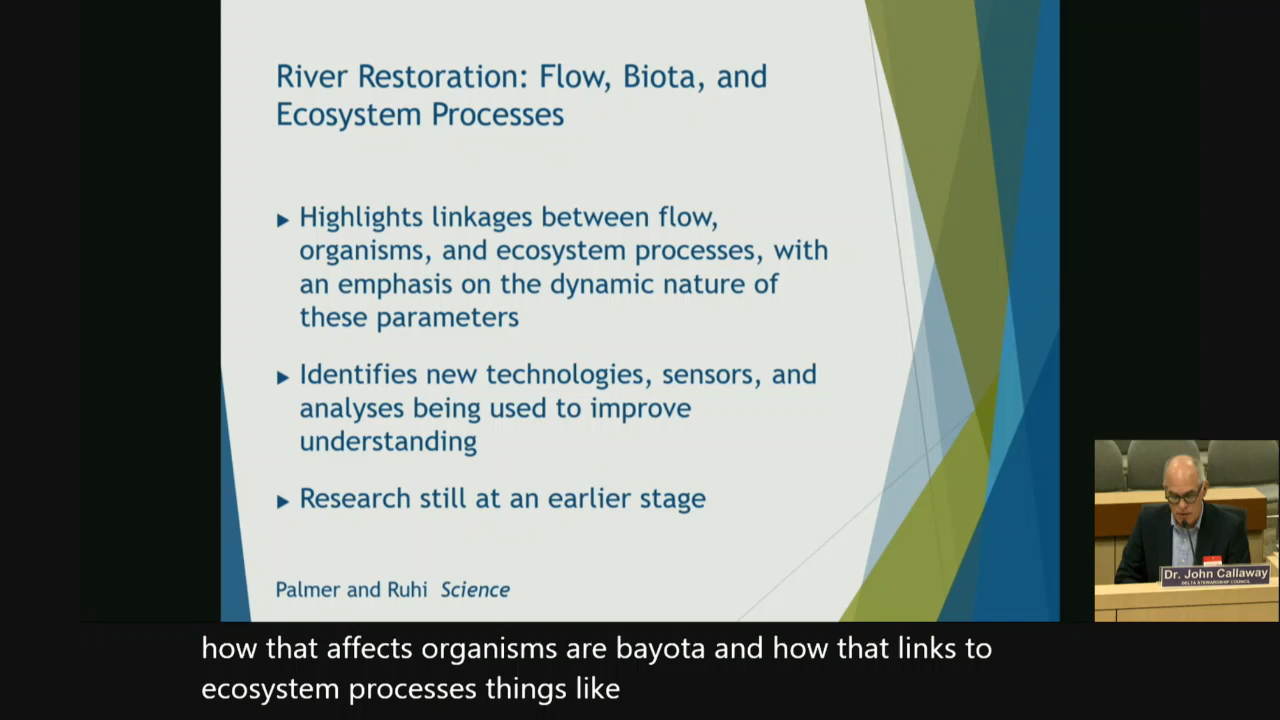 River Restoration: Flow, Biota, and
Ecosystem Processes
Highlights linkages between flow,
organisms, and ecosystem processes, with
an emphasis on the dynamic nature of
these parameters
Identifies new technologies, sensors, and
analyses being used to improve
understanding
Research still at an earlier stage
Palmer and Ruhi Science
Dr. John Callaway
DELTA STEWARDSHIP COUNCIL
how that affects organisms are bayota and how that links to
ecosystem processes things like